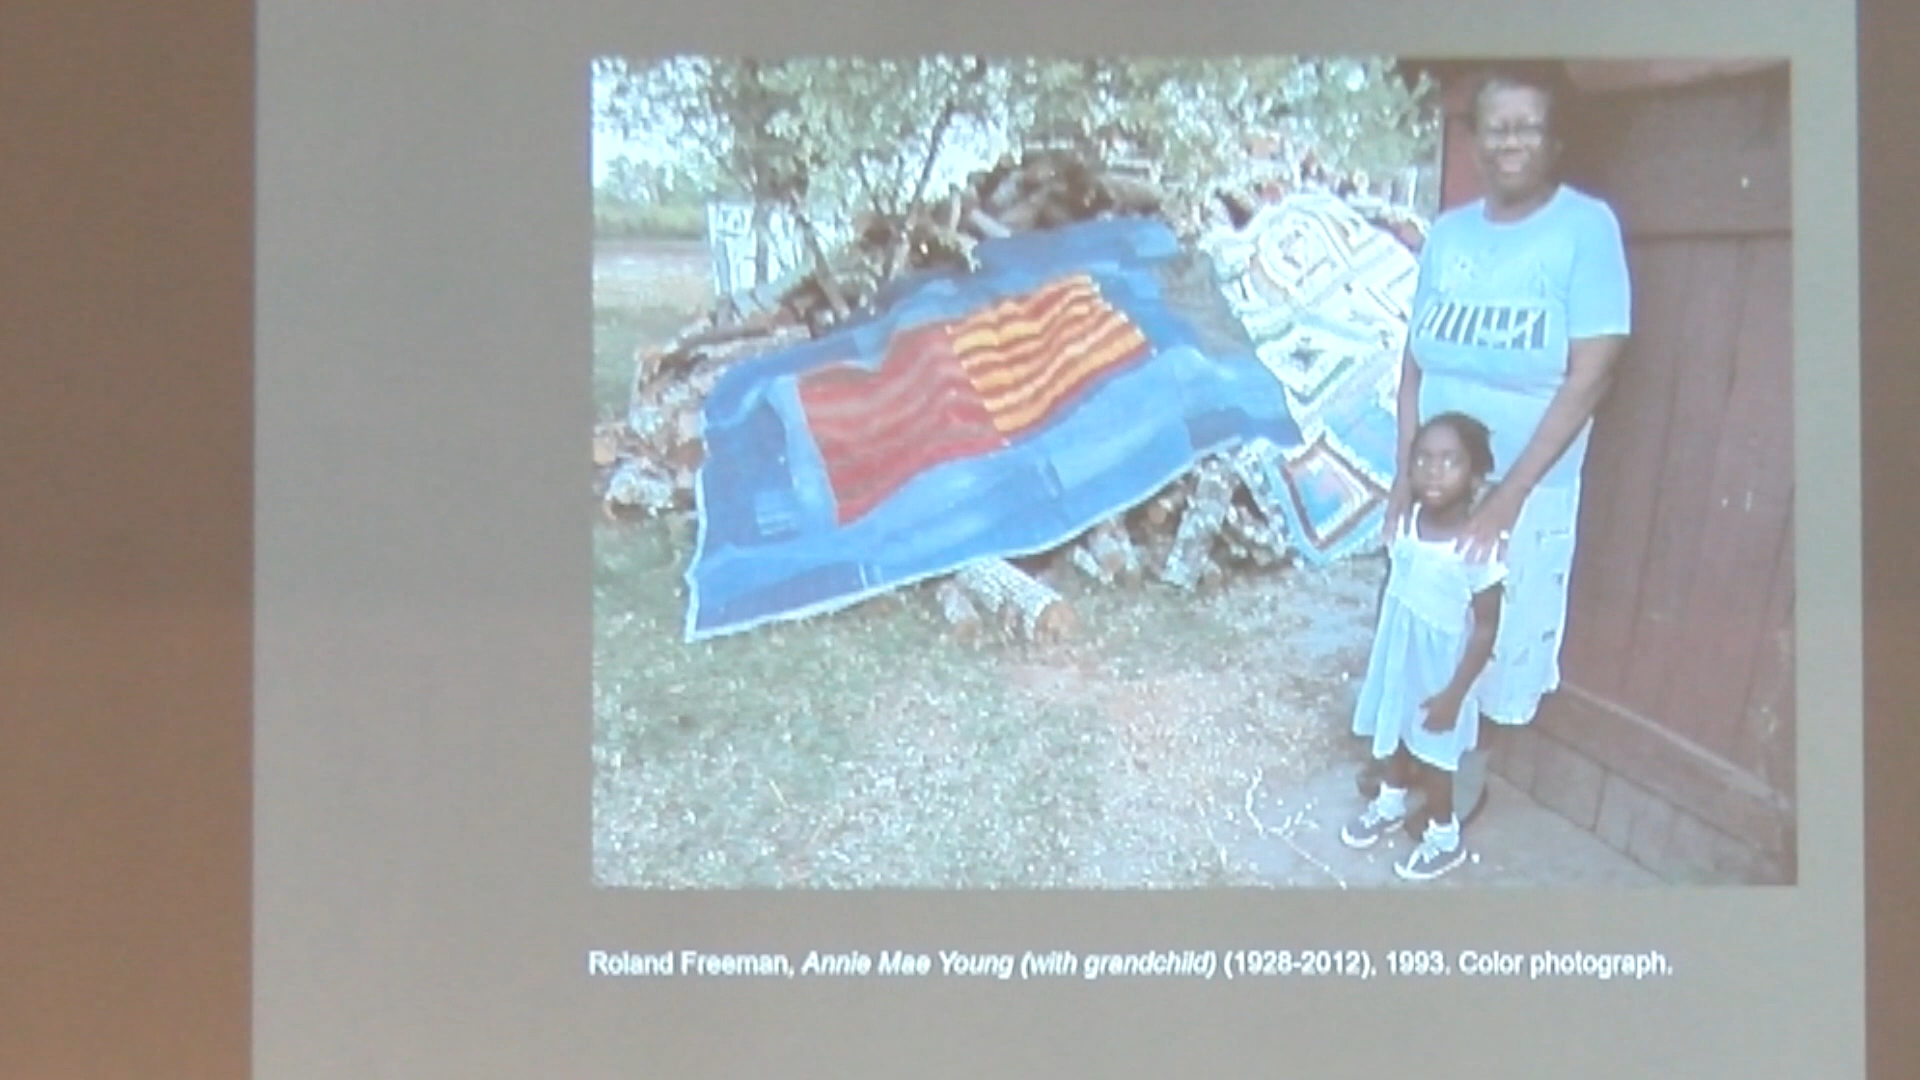 Roland Freeman, Annie Mae Young (with grandchild) (1928-2012), 1993. Color photograph.